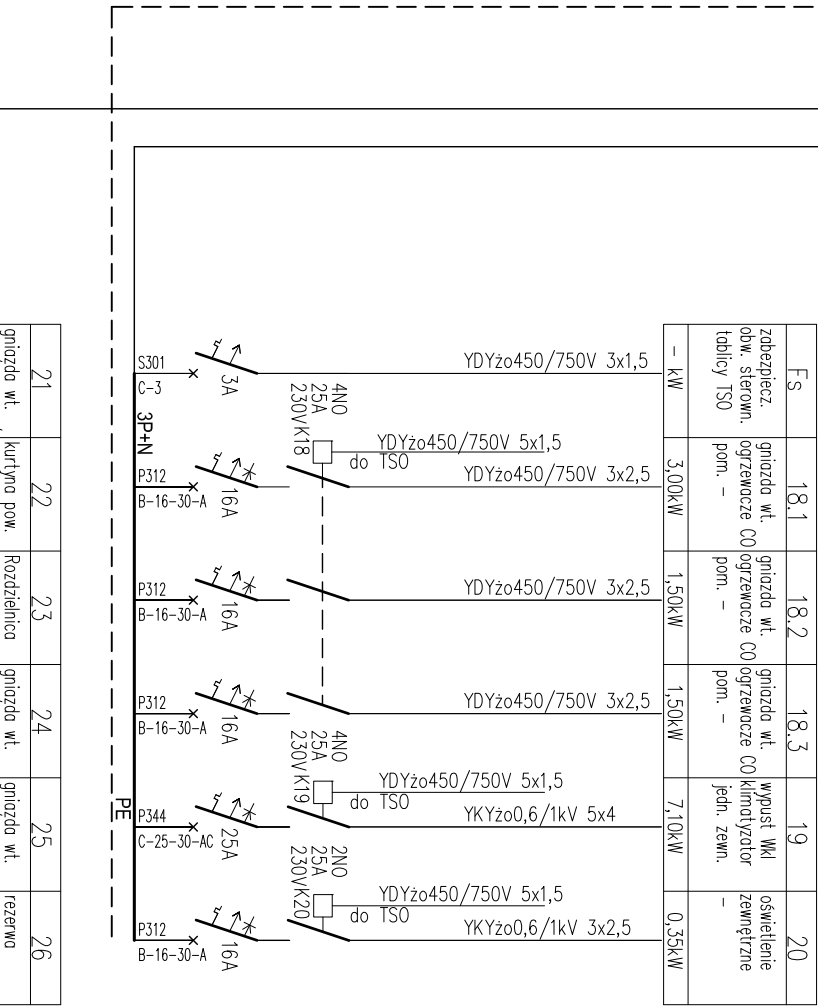 Fs
zabezpiecz.
obw. sterown.
tablicy TSO
- kW
18.1
gniazda wt.
ogrzewacze CO
pom. -
3,00kW
18.2
gniazda wt.
ogrzewacze CO
pom. -
1,50kW
18.3
gniazda wt.
ogrzewacze CO
pom. -
1,50kW
19
wypust Wkl
klimatyzator
jedn. zewn.
7,10kW
20
oświetlenie
zewnętrzne
-
0,35kW
YDYżo450/750V 3x1,5
S301
C-3
3A
3P+N
4NO
25A
230V
K18
YDYżo450/750V 5x1,5
do TSO
YDYżo450/750V 3x2,5
P312
B-16-30-A
16A
YDYżo450/750V 3x2,5
P312
B-16-30-A
16A
YDYżo450/750V 3x2,5
P312
B-16-30-A
16A
4NO
25A
230V
K19
YDYżo450/750V 5x1,5
do TSO
YKYżo0,6/1kV 5x4
P344
C-25-30-AC
25A
PE
2NO
25A
230V
K20
YDYżo450/750V 5x1,5
do TSO
YKYżo0,6/1kV 3x2,5
P312
B-16-30-A
16A
21
gniazda wt.
22
kurtyna pow.
23
Rozdzielnica
24
gniazda wt.
25
gniazda wt.
26
rezerwa